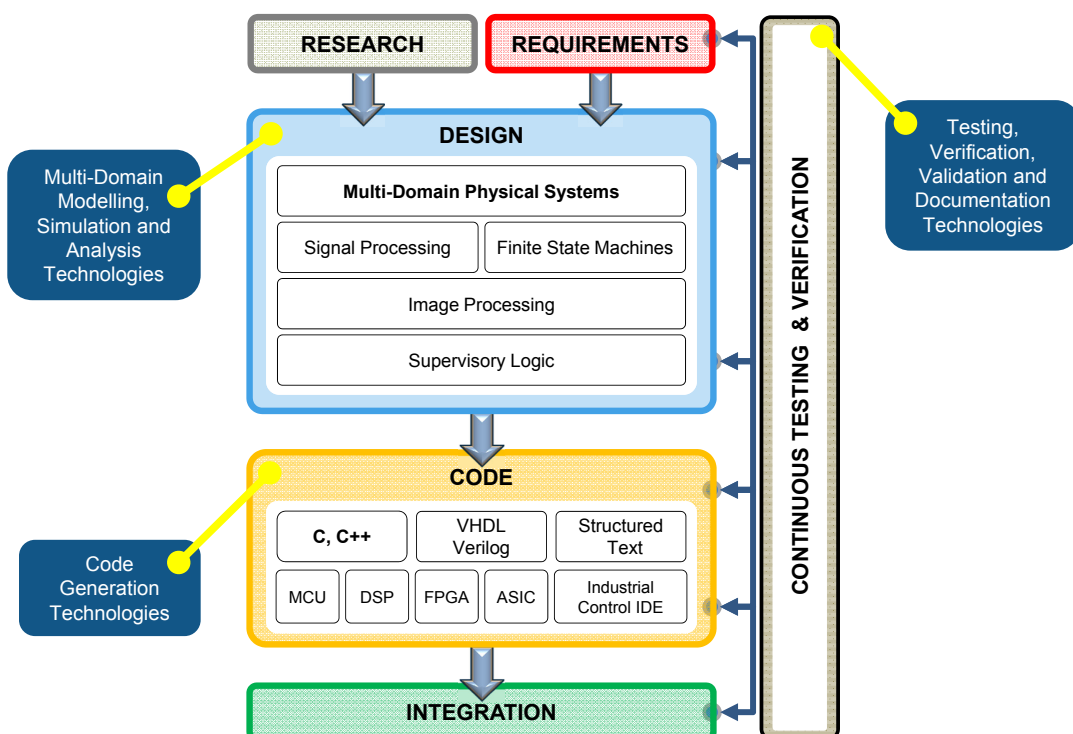 RESEARCH
REQUIREMENTS
DESIGN
Multi-Domain Physical Systems
Signal Processing
Finite State Machines
Image Processing
Supervisory Logic
CODE
C, C++
VHDL
Verilog
Structured
Text
MCU
DSP
FPGA
ASIC
Industrial
Control IDE
INTEGRATION
Multi-Domain
Modelling,
Simulation and
Analysis
Technologies
Code
Generation
Technologies
CONTINUOUS TESTING & VERIFICATION
Testing,
Verification,
Validation and
Documentation
Technologies